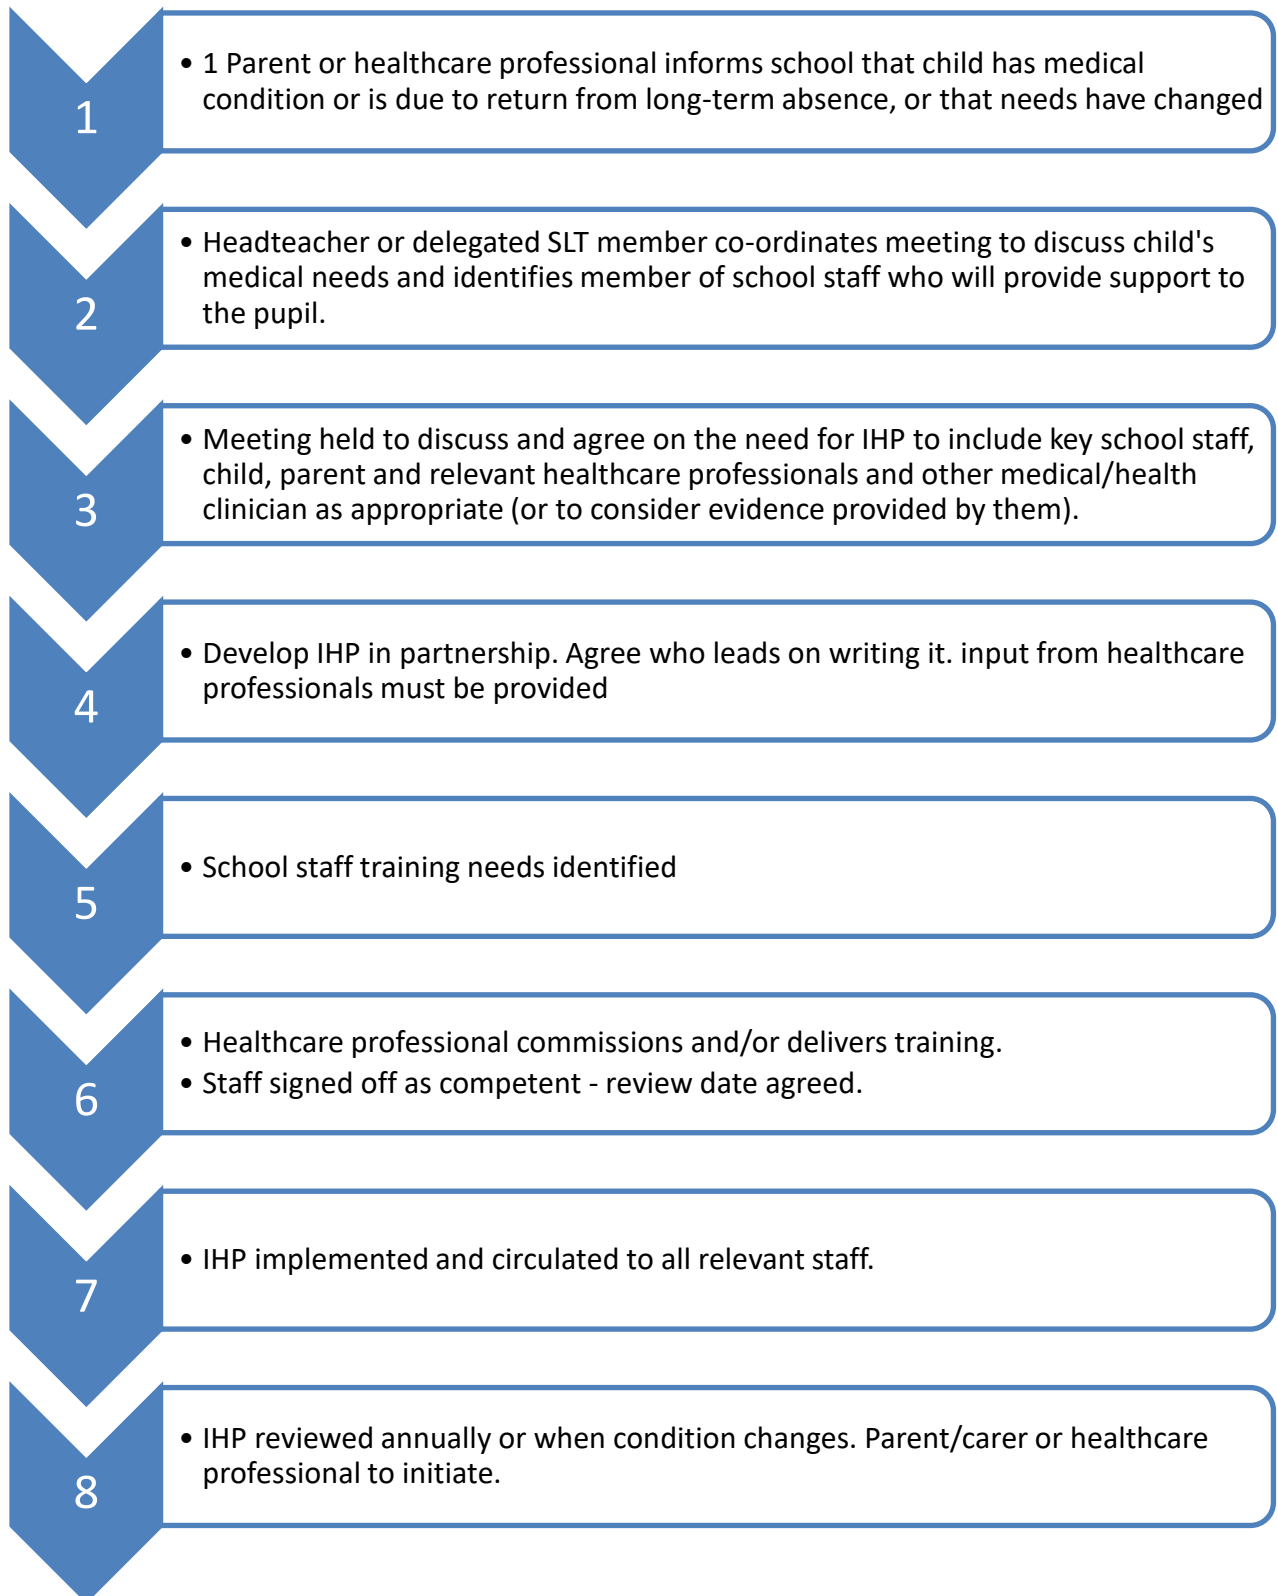 1
• 1 Parent or healthcare professional informs school that child has medical
condition or is due to return from long-term absence, or that needs have changed
2
• Headteacher or delegated SLT member co-ordinates meeting to discuss child's
medical needs and identifies member of school staff who will provide support to
the pupil.
3
• Meeting held to discuss and agree on the need for IHP to include key school staff,
child, parent and relevant healthcare professionals and other medical/health
clinician as appropriate (or to consider evidence provided by them).
4
• Develop IHP in partnership. Agree who leads on writing it. input from healthcare
professionals must be provided
5
• School staff training needs identified
6
• Healthcare professional commissions and/or delivers training.
• Staff signed off as competent - review date agreed.
7
• IHP implemented and circulated to all relevant staff.
8
• IHP reviewed annually or when condition changes. Parent/carer or healthcare
professional to initiate.